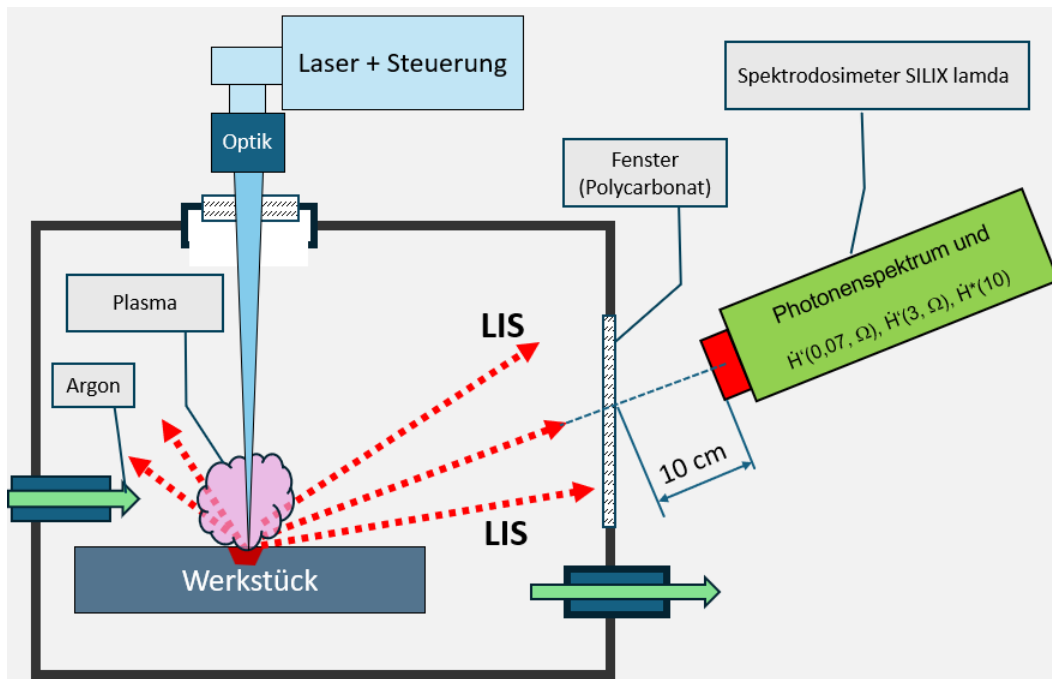 Laser + Steuerung
Spektrodosimeter SILIX lamda
Optik
Fenster
(Polycarbonat)
Photonenspektrum und
Ḣ'(0,07, Ω), Ḣ'(3, Ω), Ḣ*(10)
Plasma
LIS
Argon
10 cm
LIS
Werkstück